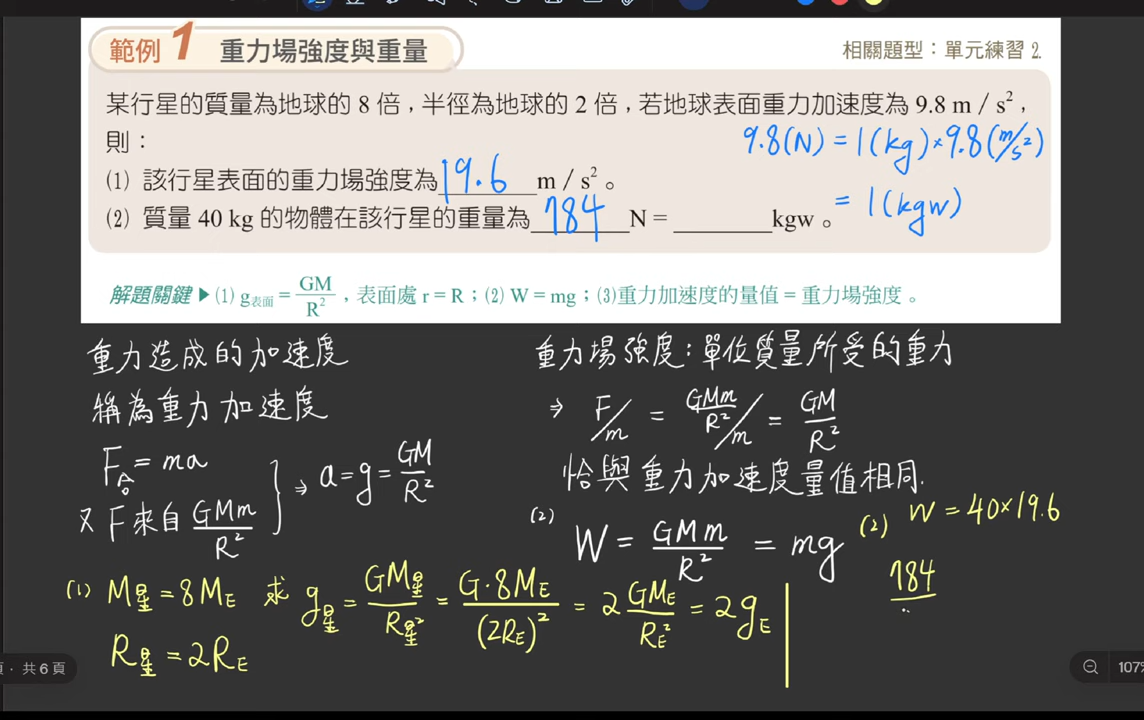 範例1 重力場強度與重量
相關題型：單元練習 2.
某行星的質量為地球的 8 倍，半徑為地球的 2 倍，若地球表面重力加速度為 9.8 m / s²，
則：
9.8(N) = 1(kg)×9.8(m/s²)
(1) 該行星表面的重力場強度為 19.6 m / s²。
= 1(kgw)
(2) 質量 40 kg 的物體在該行星的重量為 784 N = ________ kgw。
解題關鍵▶(1) g表面 = GM/R²，表面處 r = R；(2) W = mg；(3)重力加速度的量值 = 重力場強度。
重力造成的加速度
稱為重力加速度
F合 = ma
又 F 來自 GMm/R²
} ⇒ a = g = GM/R²
重力場強度：單位質量所受的重力
⇒ F/m = GMm/R²/m = GM/R²
恰與重力加速度量值相同.
(2) W = GMm/R² = mg
(2) W = 40×19.6
784
(1) M星 = 8ME 求 g星 = GM星/R星² = G·8ME/(2RE)² = 2 GME/RE² = 2gE
R星 = 2RE
頁 · 共 6 頁
107%